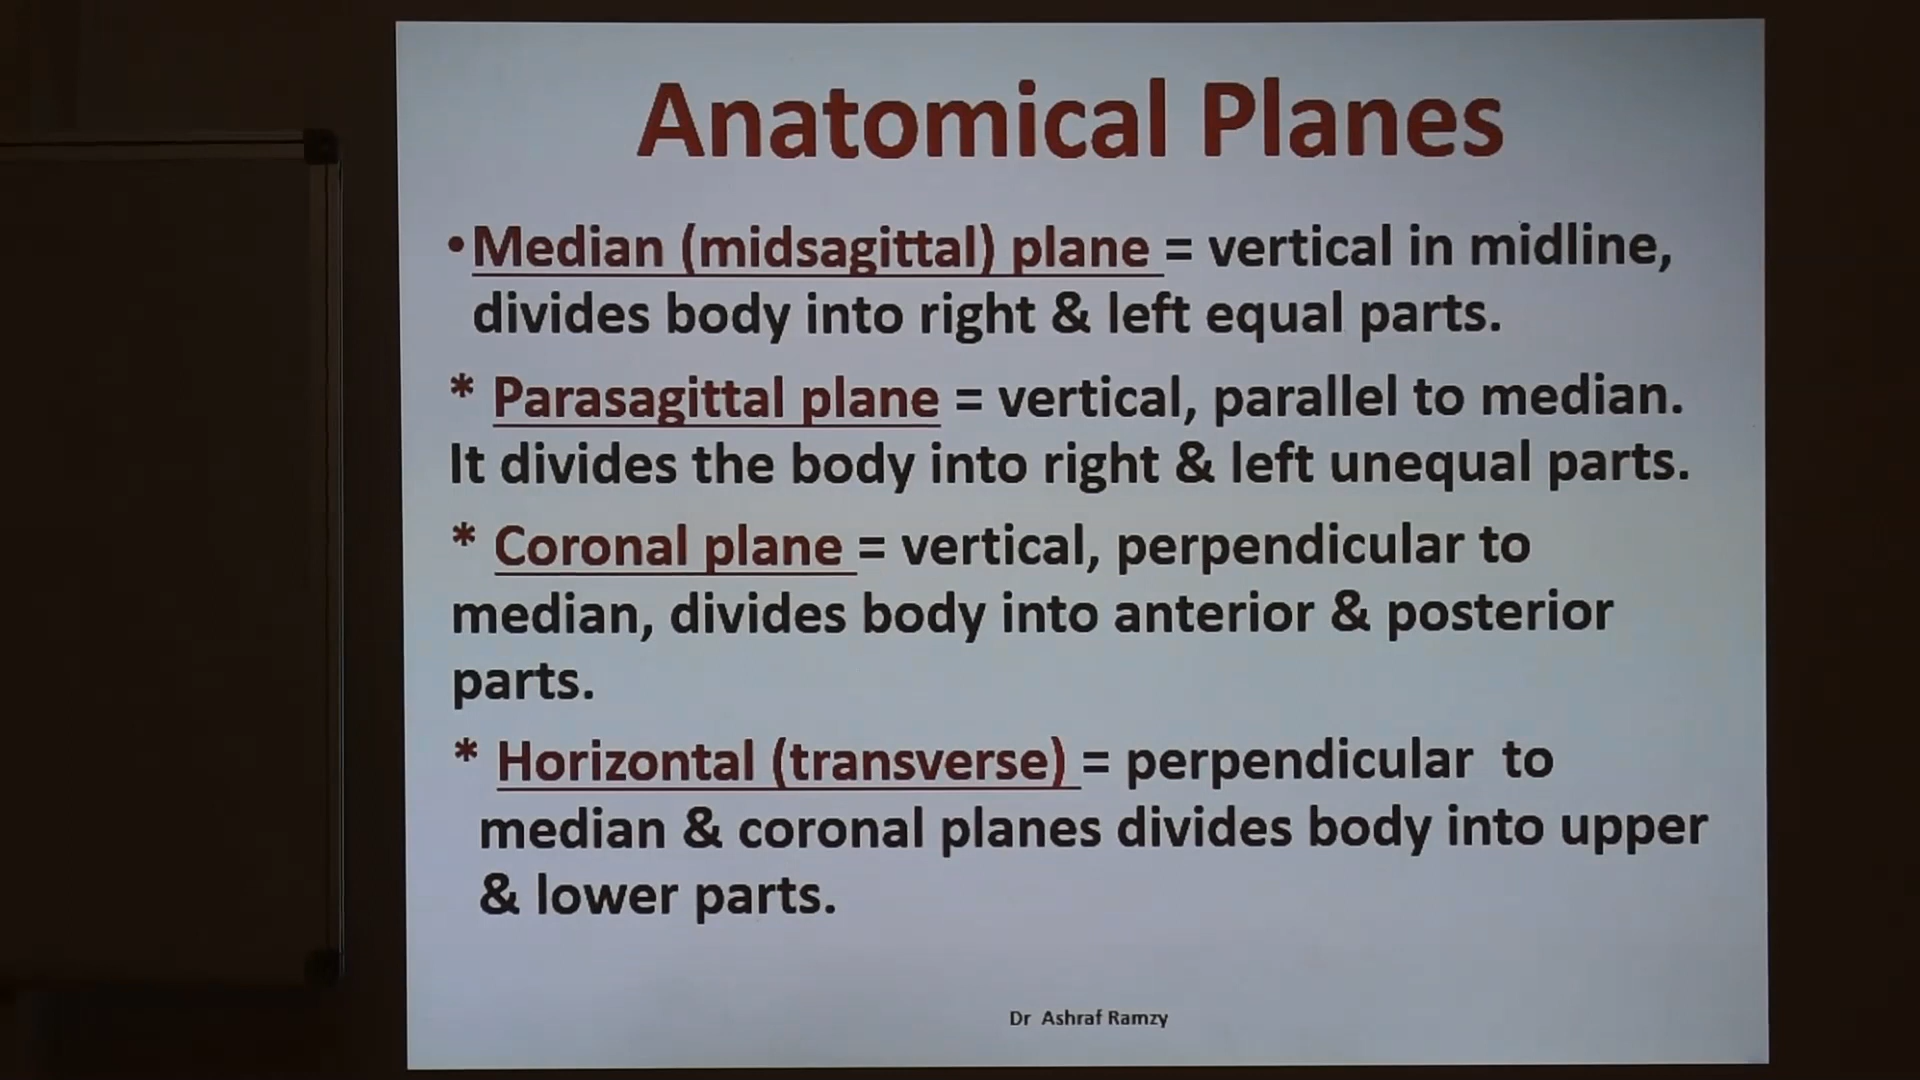 Anatomical Planes
•Median (midsagittal) plane = vertical in midline,
divides body into right & left equal parts.
* Parasagittal plane = vertical, parallel to median.
It divides the body into right & left unequal parts.
* Coronal plane = vertical, perpendicular to
median, divides body into anterior & posterior
parts.
* Horizontal (transverse) = perpendicular to
median & coronal planes divides body into upper
& lower parts.
Dr Ashraf Ramzy